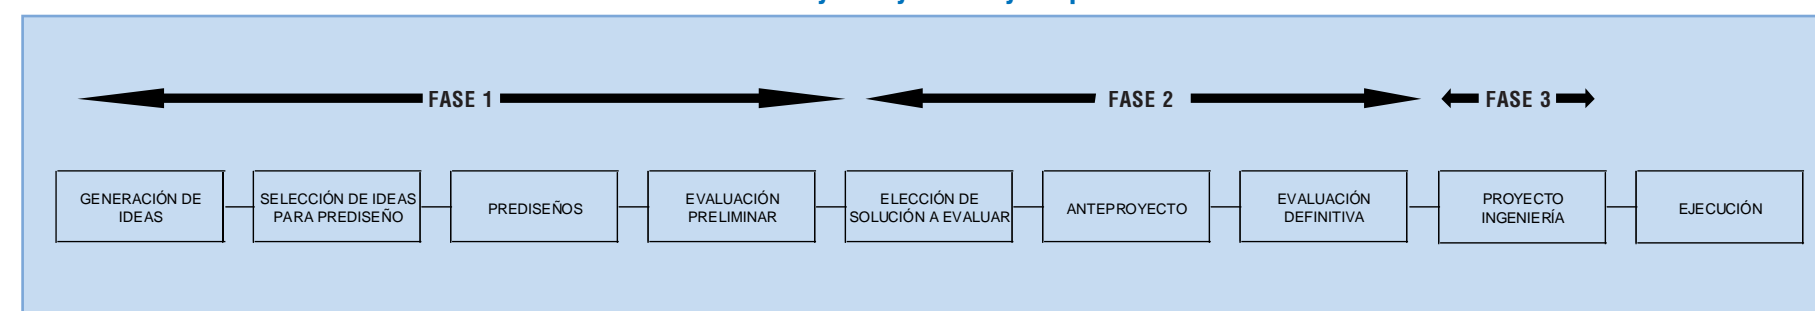 FASE 1
FASE 2
FASE 3
GENERACIÓN DE
IDEAS
SELECCIÓN DE IDEAS
PARA PREDISEÑO
PREDISEÑOS
EVALUACIÓN
PRELIMINAR
ELECCIÓN DE
SOLUCIÓN A EVALUAR
ANTEPROYECTO
EVALUACIÓN
DEFINITIVA
PROYECTO
INGENIERÍA
EJECUCIÓN